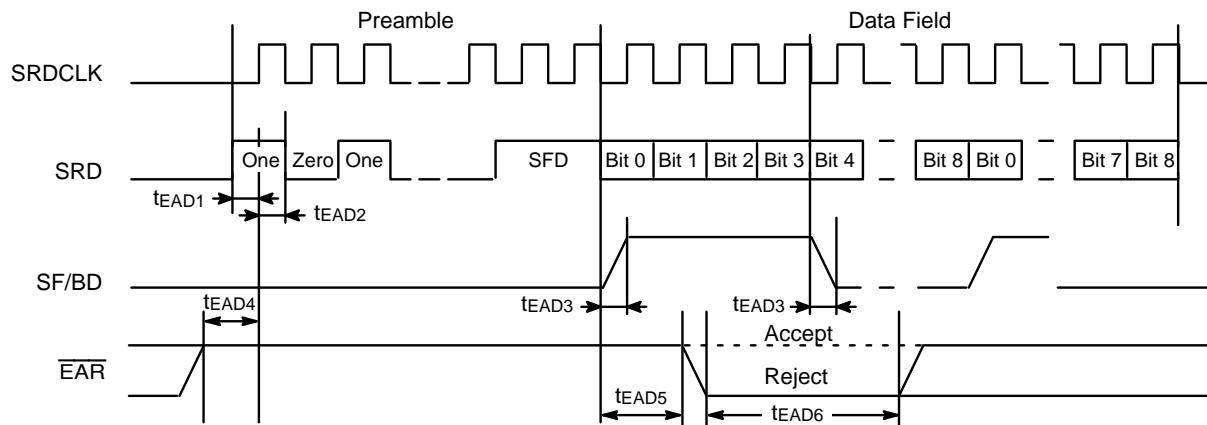 Preamble Data Field
SRDCLK
SRD One Zero One SFD Bit 0 Bit 1 Bit 2 Bit 3 Bit 4 Bit 8 Bit 0 Bit 7 Bit 8
tEAD1 tEAD2
SF/BD
tEAD4 tEAD3 tEAD3
EAR Accept
Reject
tEAD5 tEAD6